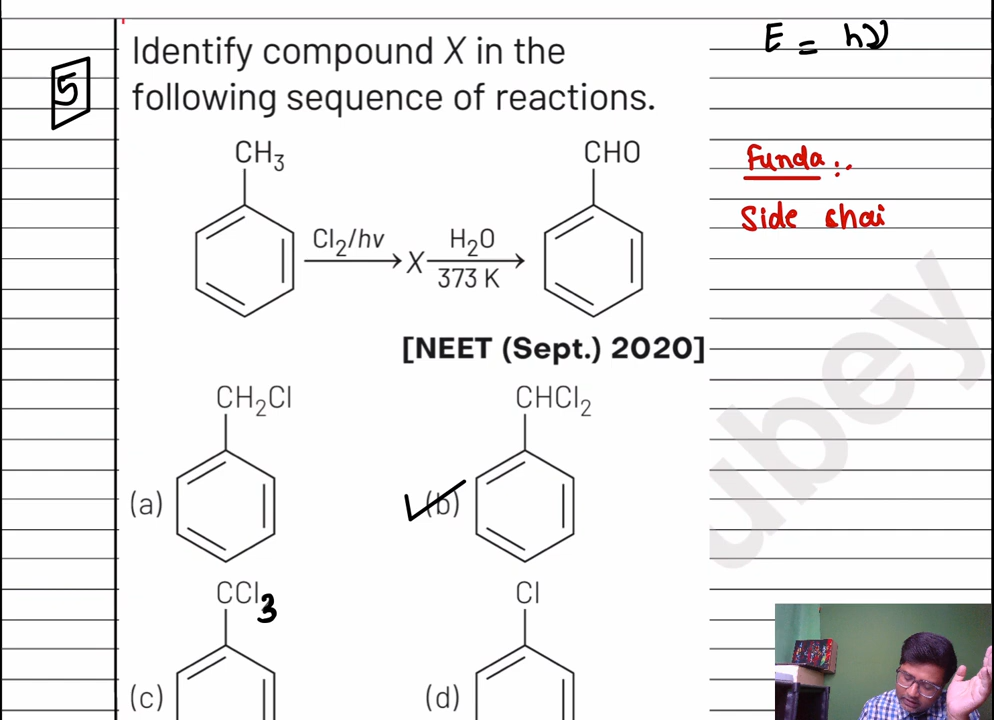 5
Identify compound X in the
following sequence of reactions.
E = hν
Funda :.
Side chai
CH₃
CHO
Cl₂/hν
X
H₂O
373 K
[NEET (Sept.) 2020]
CH₂Cl
CHCl₂
(a)
(b)
CCl3
Cl
(c)
(d)
ubey